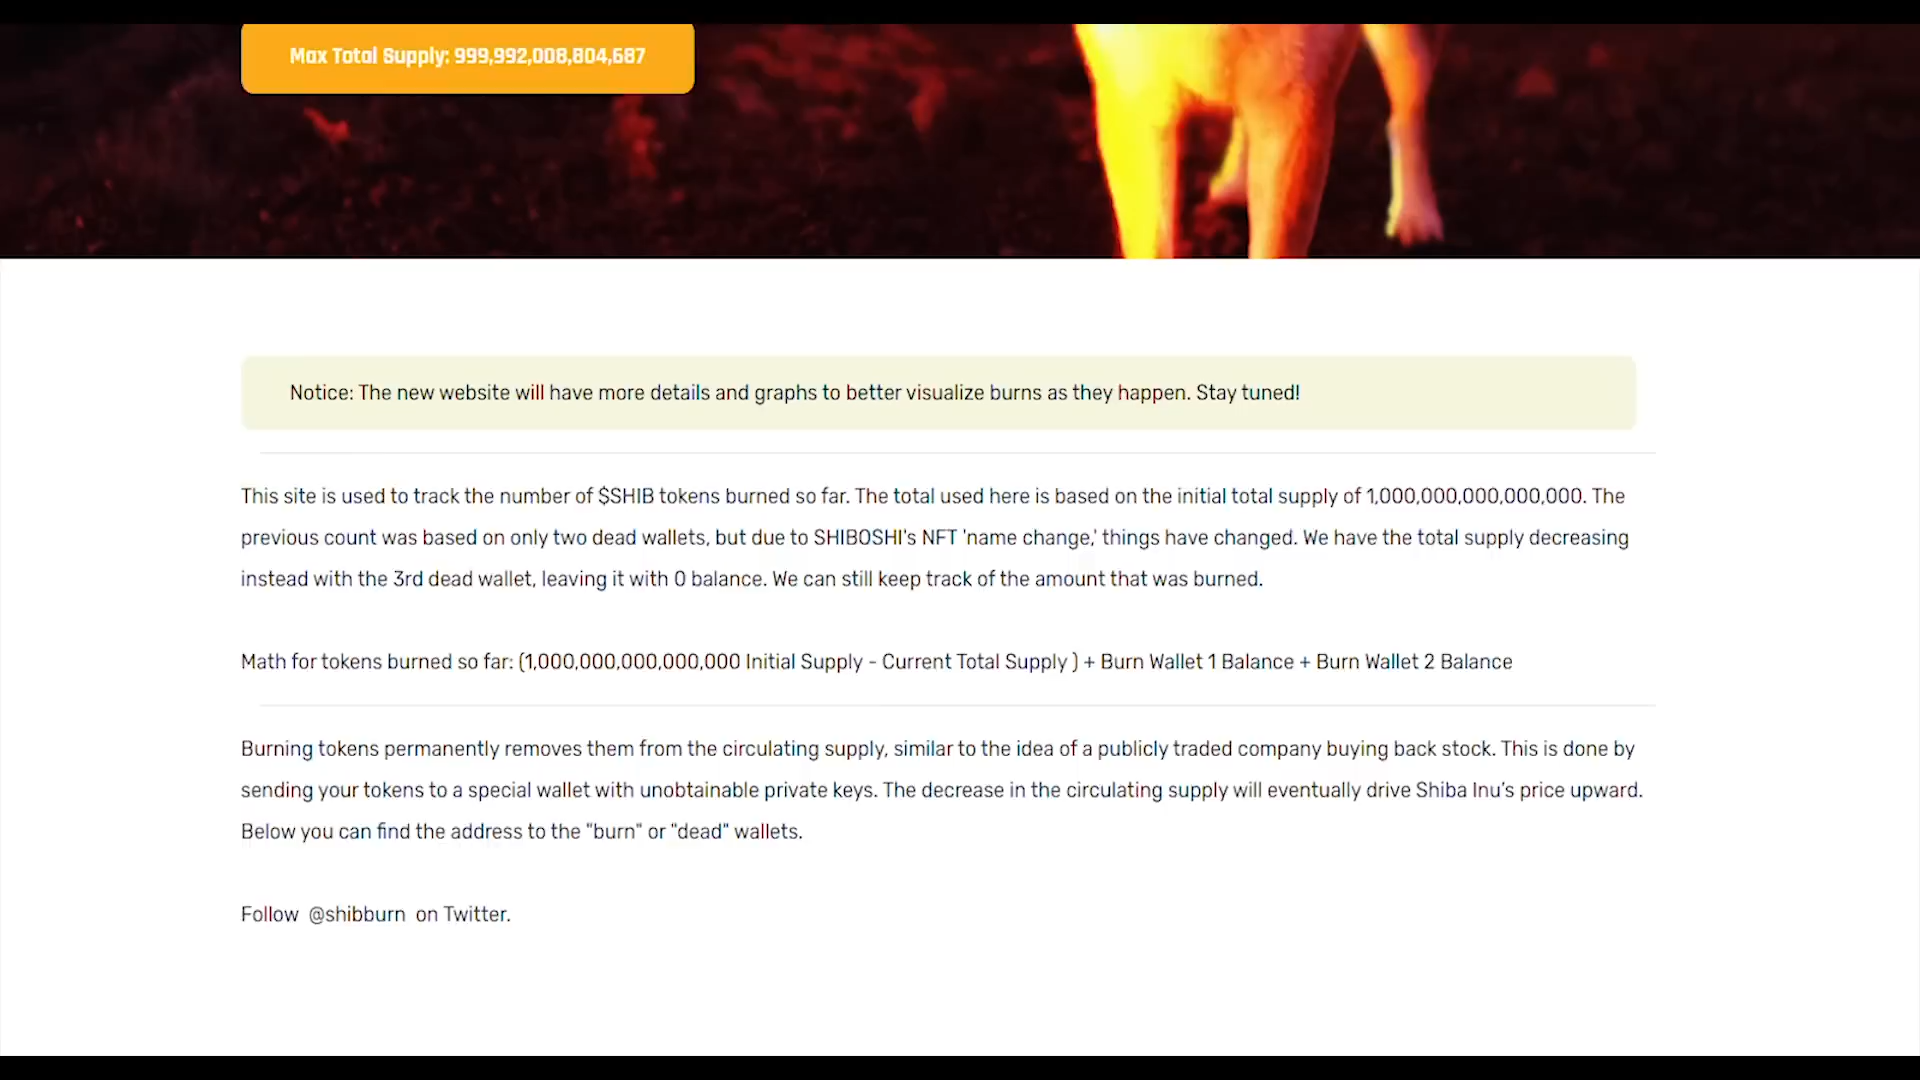 Max Total Supply: 999,992,008,804,687
Notice: The new website will have more details and graphs to better visualize burns as they happen. Stay tuned!
This site is used to track the number of $SHIB tokens burned so far. The total used here is based on the initial total supply of 1,000,000,000,000,000. The
previous count was based on only two dead wallets, but due to SHIBOSHI's NFT 'name change,' things have changed. We have the total supply decreasing
instead with the 3rd dead wallet, leaving it with 0 balance. We can still keep track of the amount that was burned.
Math for tokens burned so far: (1,000,000,000,000,000 Initial Supply - Current Total Supply ) + Burn Wallet 1 Balance + Burn Wallet 2 Balance
Burning tokens permanently removes them from the circulating supply, similar to the idea of a publicly traded company buying back stock. This is done by
sending your tokens to a special wallet with unobtainable private keys. The decrease in the circulating supply will eventually drive Shiba Inu's price upward.
Below you can find the address to the "burn" or "dead" wallets.
Follow @shibburn on Twitter.